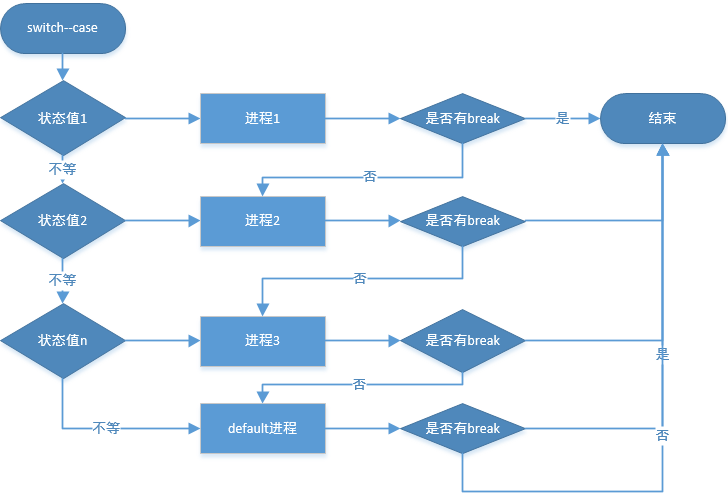 switch--case
状态值1
进程1
是否有break
是
结束
不等
否
状态值2
进程2
是否有break
不等
否
状态值n
进程3
是否有break
是
否
不等
default进程
是否有break
否